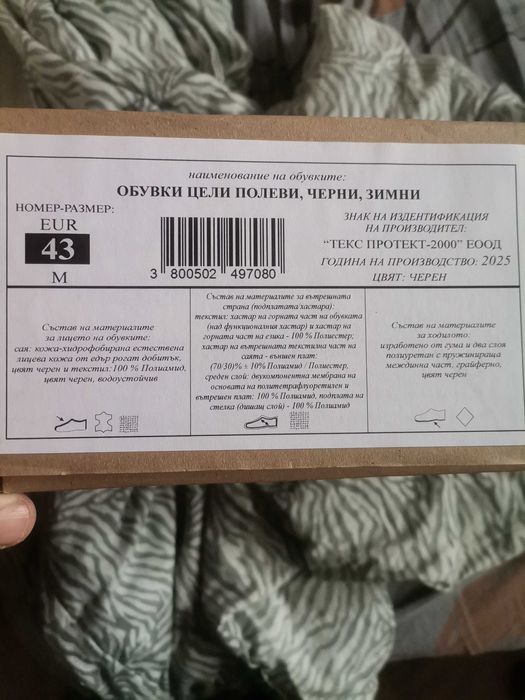 наименование на обувките:
ОБУВКИ ЦЕЛИ ПОЛЕВИ, ЧЕРНИ, ЗИМНИ
НОМЕР-РАЗМЕР:
EUR
43
M
3 800502 497080
ЗНАК НА ИЗДЕНТИФИКАЦИЯ
НА ПРОИЗВОДИТЕЛ:
“ТЕКС ПРОТЕКТ-2000” ЕООД
ГОДИНА НА ПРОИЗВОДСТВО: 2025
ЦВЯТ: ЧЕРЕН
Състав на материалите
за лицето на обувките:
сая: кожа-хидрофобирана естествена
лицева кожа от едър рогат добитък,
цвят черен и текстил:100 % Полиамид,
цвят черен, водоустойчив
Състав на материалите за вътрешната
страна (подплатата/хастара):
текстил: хастар на горната част на обувката
(над функционалния хастар) и хастар на
горната част на езика - 100 % Полиестер;
хастар на вътрешната текстилна част на
саята - външен плат:
(70/30)% ± 10% Полиамид / Полиестер,
среден слой: двукомпонентна мембрана на
основата на политетрафлуоретилен и
вътрешен плат: 100 % Полиамид, подплата на
стелка (дишащ слой) - 100 % Полиамид
Състав на материалите
за ходилото:
изработено от гума и два слоя
полиуретан с пружинираща
междинна част, грайферно,
цвят черен